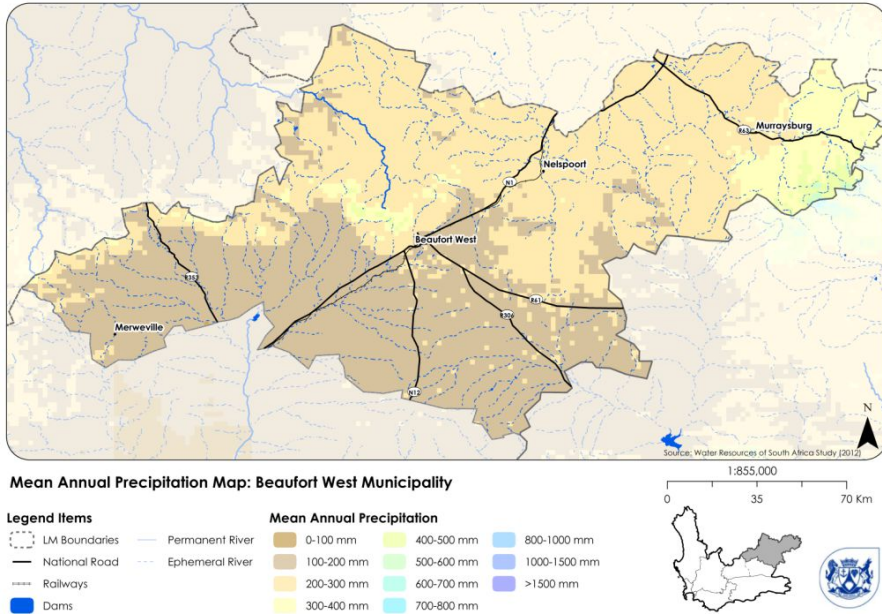 Murraysburg
R63
Nelspoort
N1
Beaufort West
R353
R61
R306
Merweville
N12
N
Source: Water Resources of South Africa Study (2012)
Mean Annual Precipitation Map: Beaufort West Municipality
1:855,000
0 35 70 Km
Legend Items
LM Boundaries
National Road
Railways
Dams
Permanent River
Ephemeral River
Mean Annual Precipitation
0-100 mm
100-200 mm
200-300 mm
300-400 mm
400-500 mm
500-600 mm
600-700 mm
700-800 mm
800-1000 mm
1000-1500 mm
>1500 mm